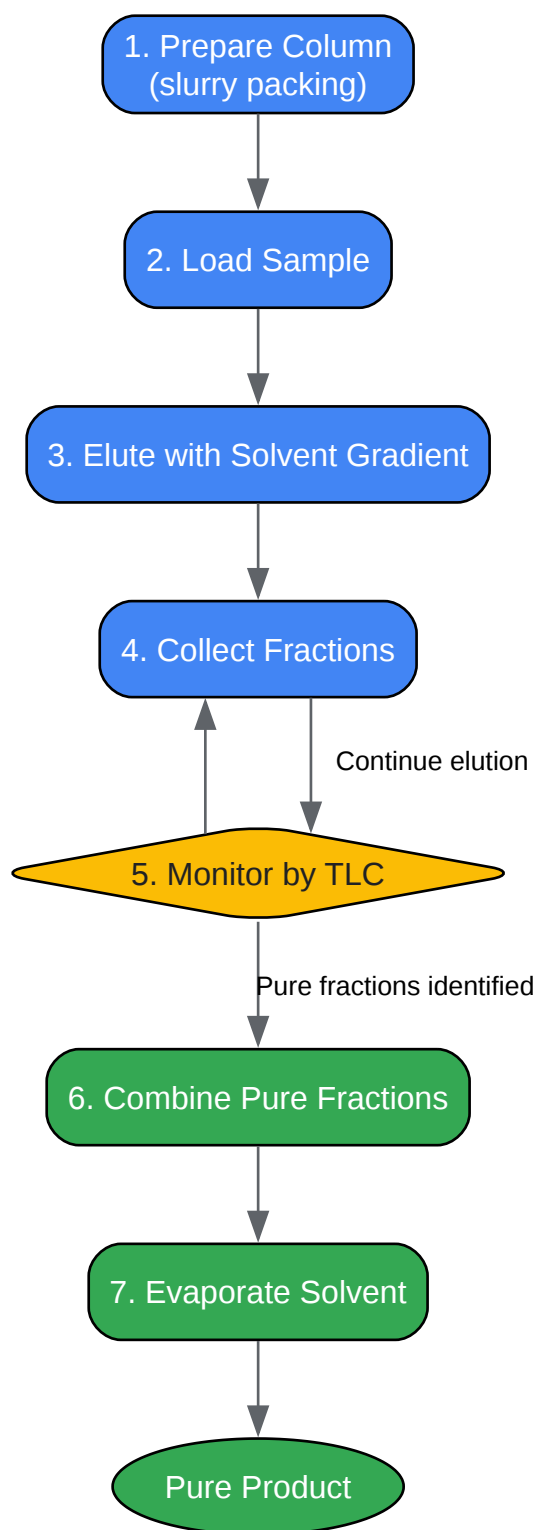 1. Prepare Column
(slurry packing)
2. Load Sample
3. Elute with Solvent Gradient
4. Collect Fractions
Continue elution
5. Monitor by TLC
Pure fractions identified
6. Combine Pure Fractions
7. Evaporate Solvent
Pure Product